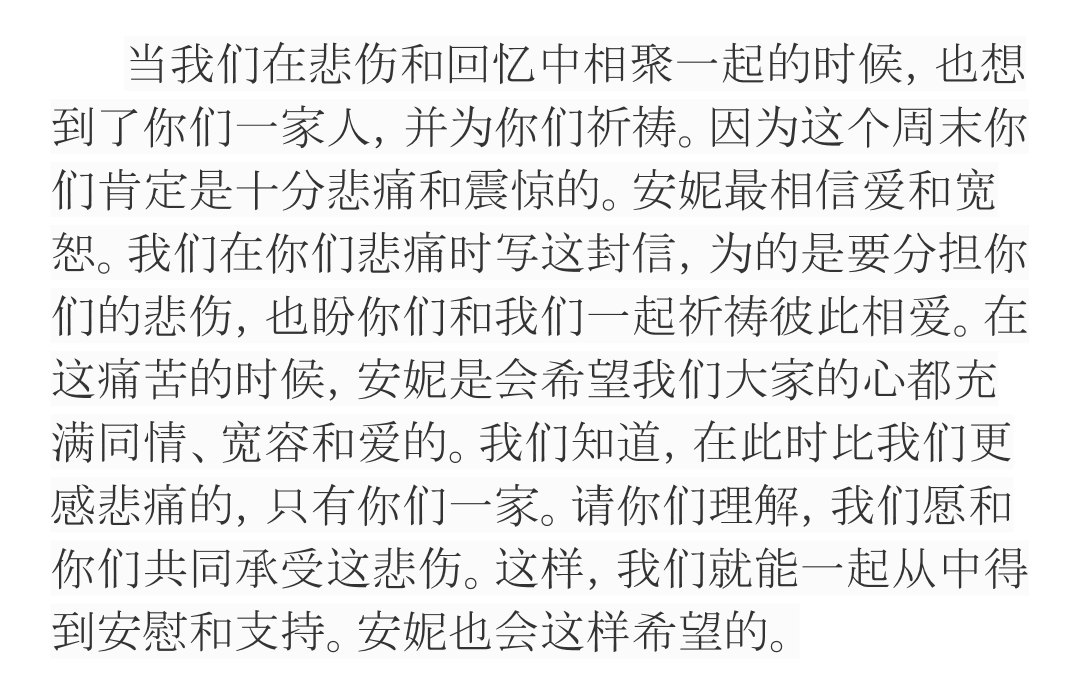 当我们在悲伤和回忆中相聚一起的时候，也想
到了你们一家人，并为你们祈祷。因为这个周末你
们肯定是十分悲痛和震惊的。安妮最相信爱和宽
恕。我们在你们悲痛时写这封信，为的是要分担你
们的悲伤，也盼你们和我们一起祈祷彼此相爱。在
这痛苦的时候，安妮是会希望我们大家的心都充
满同情、宽容和爱的。我们知道，在此时比我们更
感悲痛的，只有你们一家。请你们理解，我们愿和
你们共同承受这悲伤。这样，我们就能一起从中得
到安慰和支持。安妮也会这样希望的。